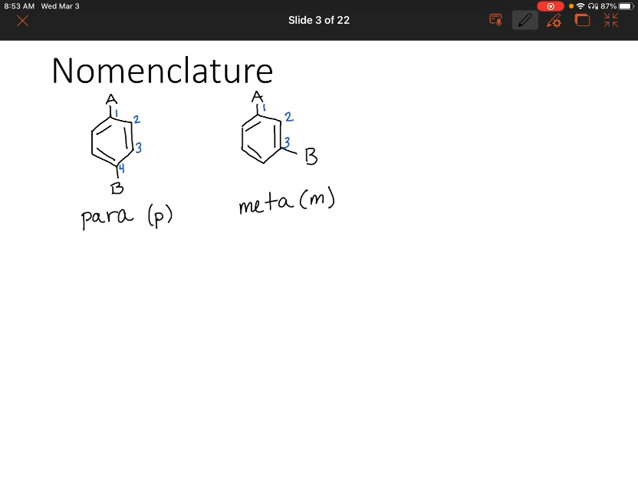 8:53 AM Wed Mar 3
87%
Slide 3 of 22
Nomenclature
A
1
2
3
4
B
para (p)
A
1
2
3
B
meta (m)